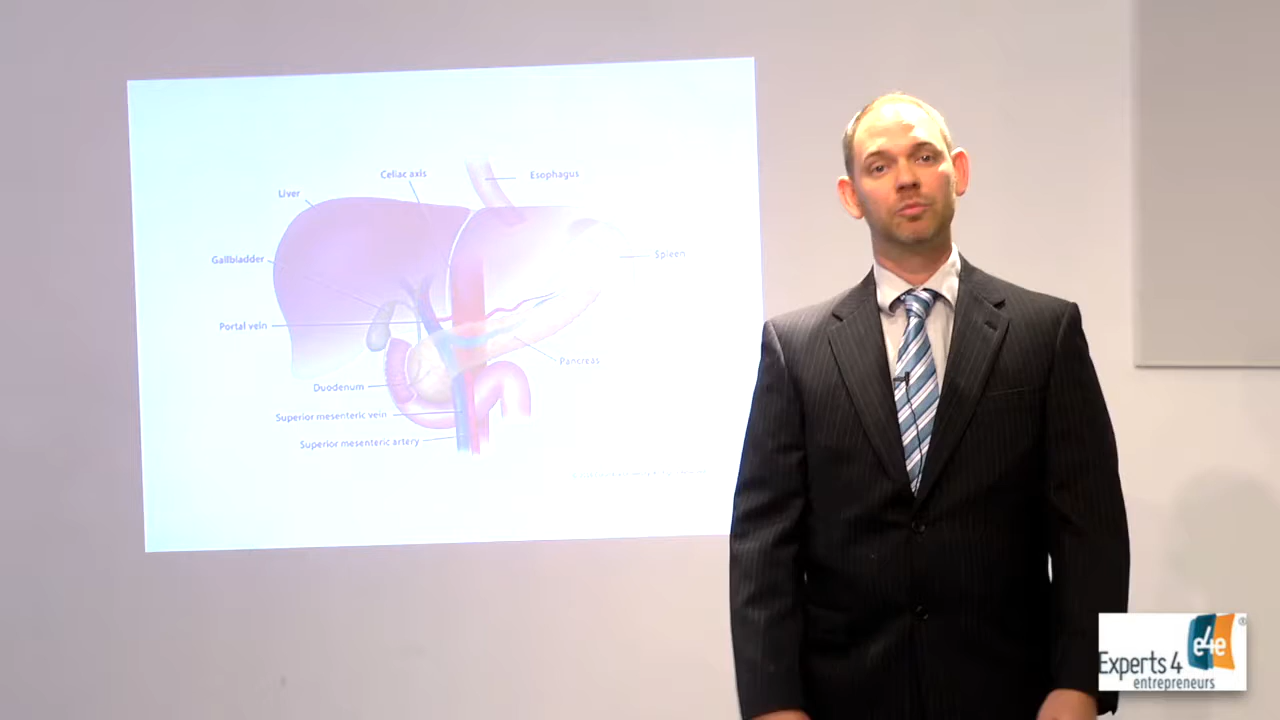 Celiac axis
Esophagus
Liver
Gallbladder
Spleen
Portal vein
Pancreas
Duodenum
Superior mesenteric vein
Superior mesenteric artery
e4e
®
Experts 4
entrepreneurs